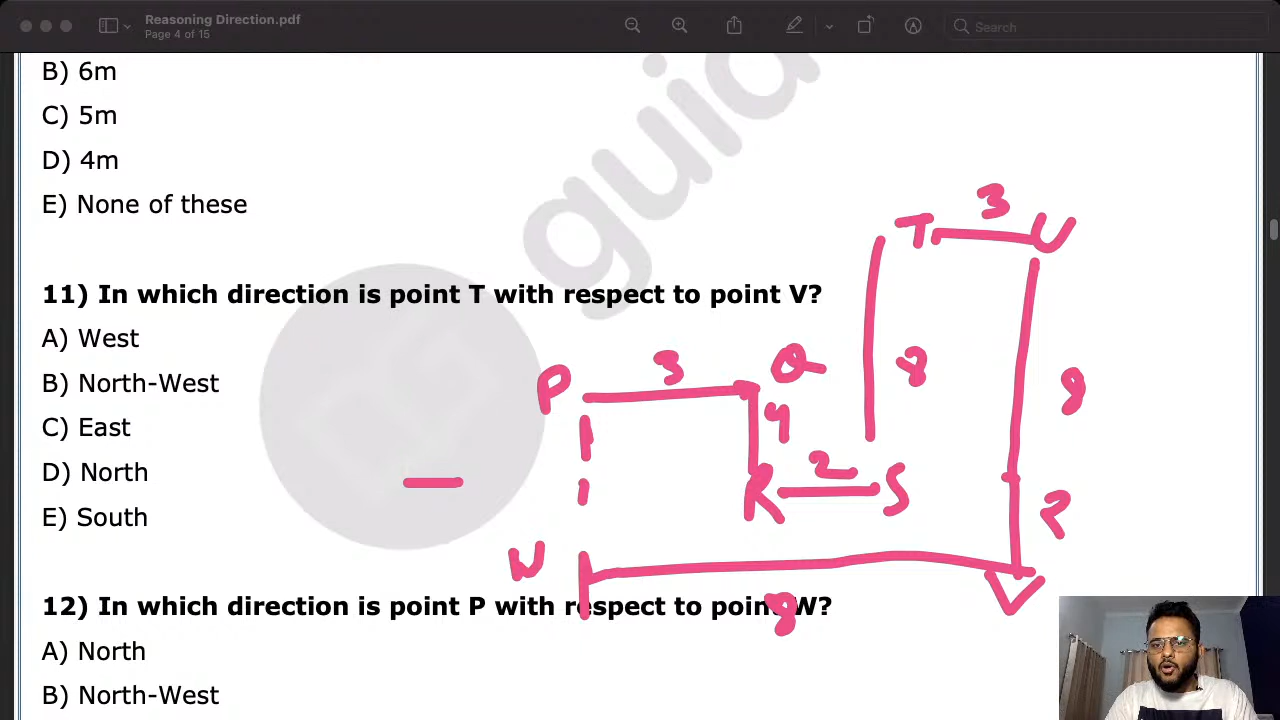 Reasoning Direction.pdf
Page 4 of 15
Search
B) 6m
C) 5m
D) 4m
E) None of these
guid
3
T U
11) In which direction is point T with respect to point V?
A) West
B) North-West
C) East
D) North
E) South
P 3 Q
4
8
8
R 2 S
2
W
V
8
12) In which direction is point P with respect to point W?
A) North
B) North-West